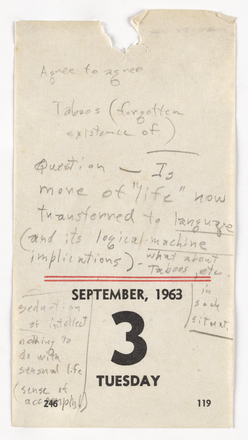 Agree to agree
Taboos (forgotten
existence of)
Question — Is
more of "life" now
transferred to language
(and its logical-machine
implications) - what about
Taboos, etc.
in
such
situat.
SEPTEMBER, 1963
3
TUESDAY
246
119
seduction
of intellect
nothing to
do with
sensual life
(sense of
accomplish)